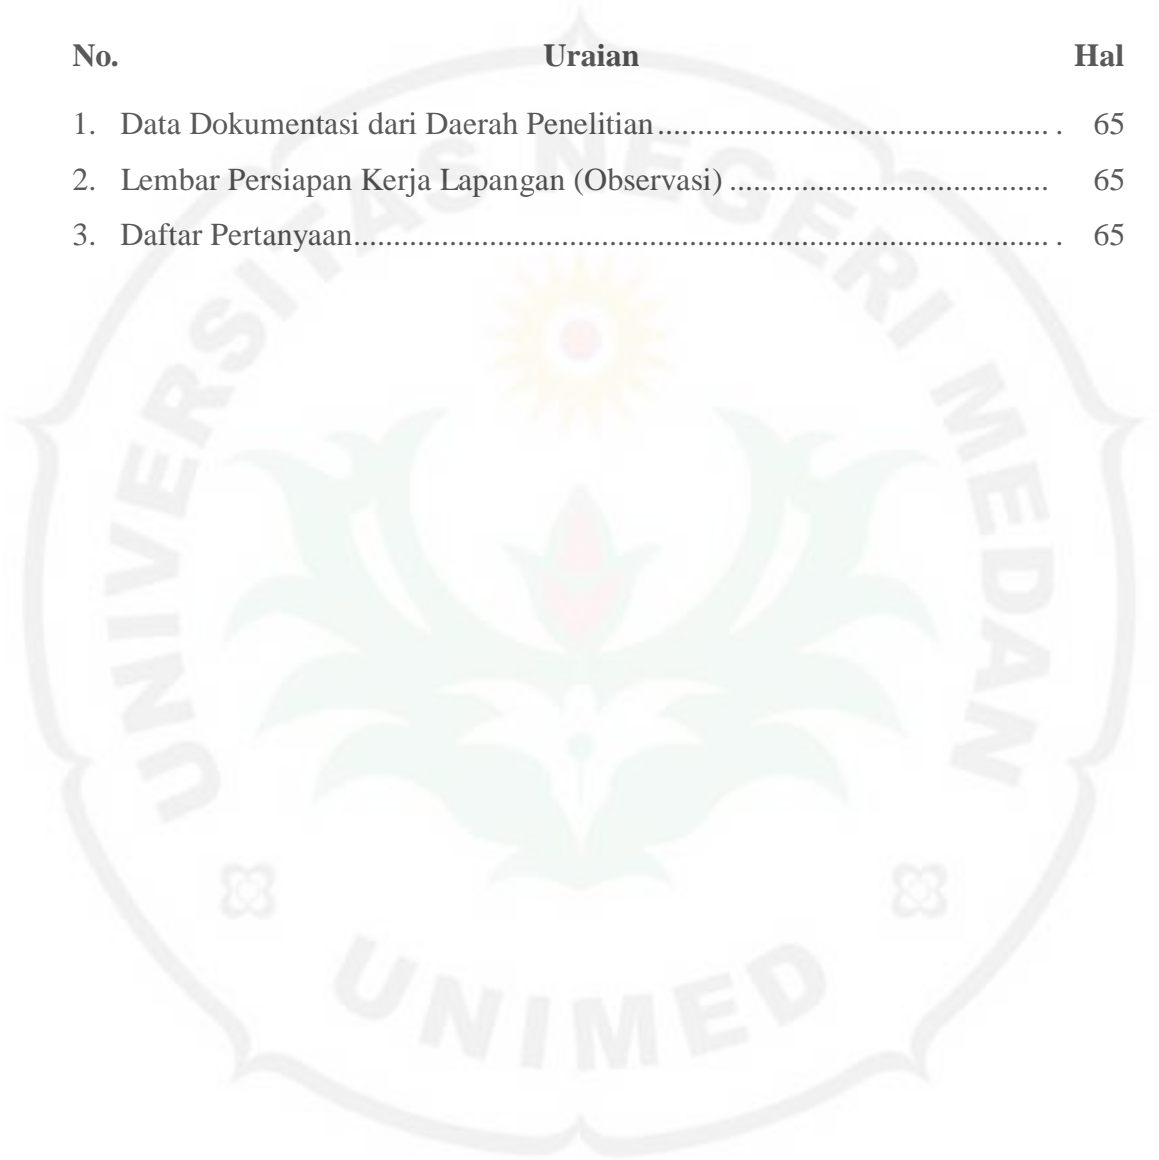 No. Uraian Hal
1. Data Dokumentasi dari Daerah Penelitian............................................... . 65
2. Lembar Persiapan Kerja Lapangan (Observasi) ....................................... 65
3. Daftar Pertanyaan..................................................................................... . 65
UNIVERSITAS NEGERI MEDAN
UNIMED